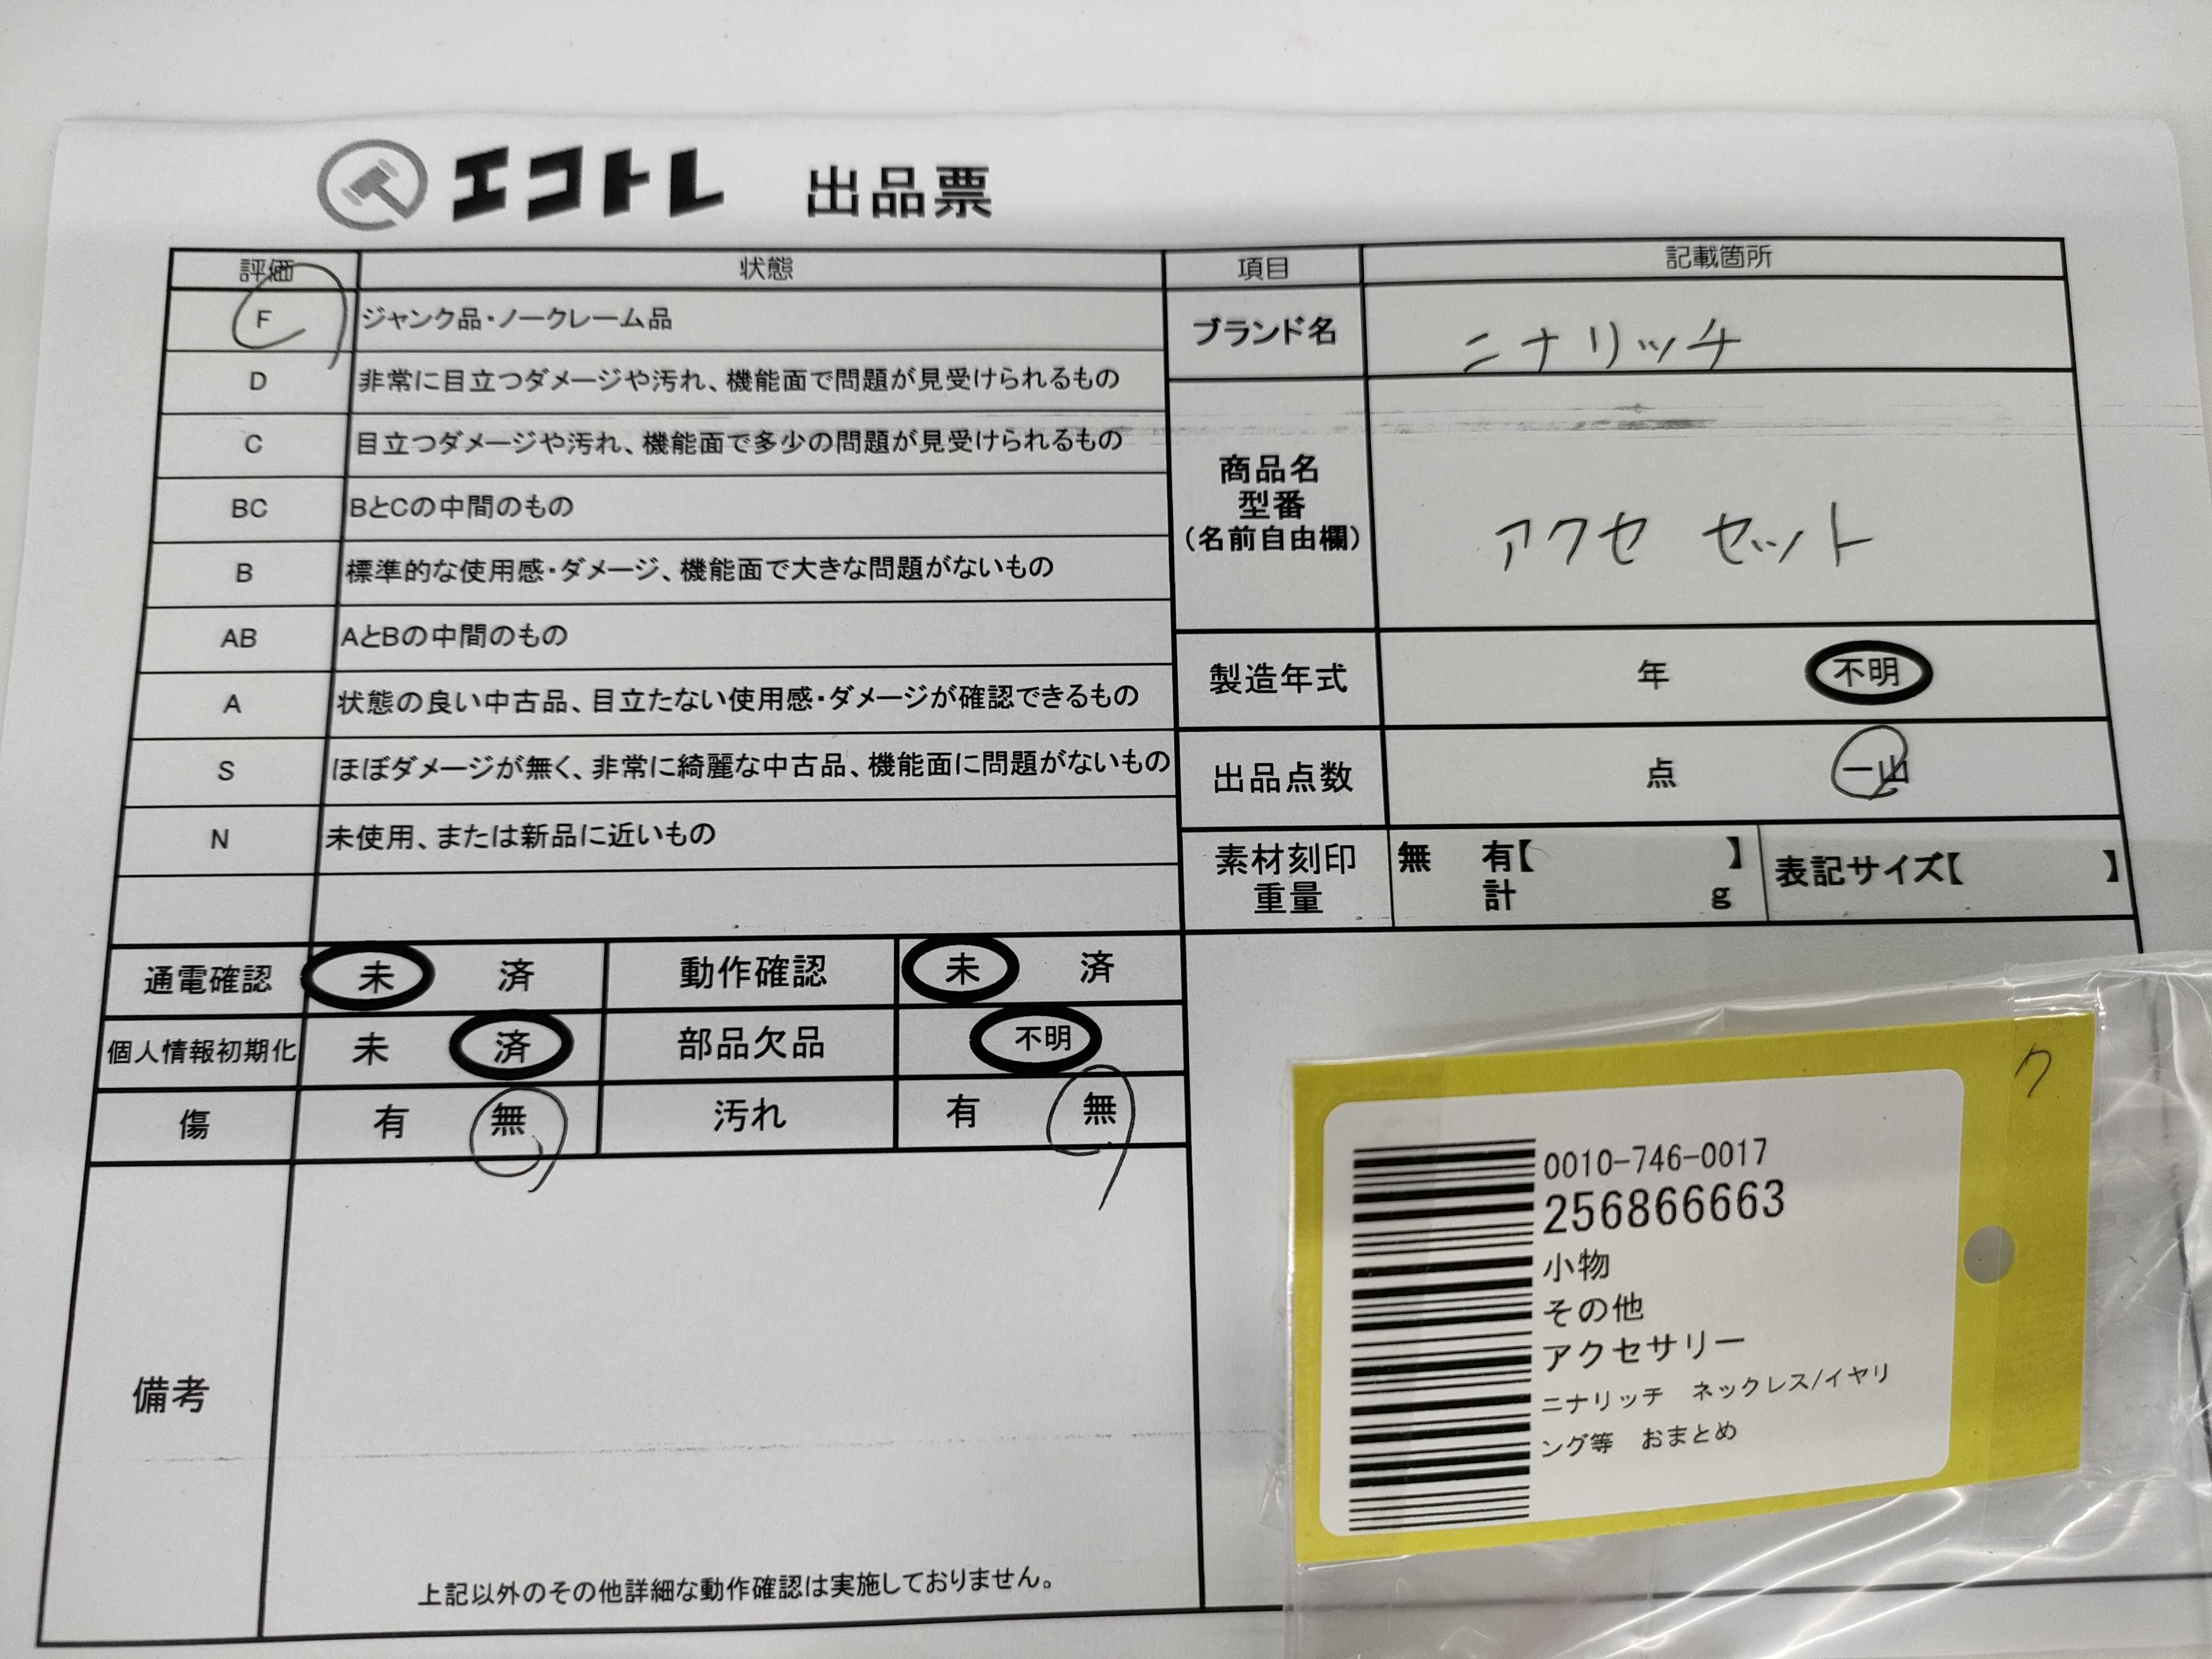 エコトレ 出品票
評価 状態 項目 記載箇所
F ジャンク品・ノークレーム品
D 非常に目立つダメージや汚れ、機能面で問題が見受けられるもの
C 目立つダメージや汚れ、機能面で多少の問題が見受けられるもの
BC BとCの中間のもの
B 標準的な使用感・ダメージ、機能面で大きな問題がないもの
AB AとBの中間のもの
A 状態の良い中古品、目立たない使用感・ダメージが確認できるもの
S ほぼダメージが無く、非常に綺麗な中古品、機能面に問題がないもの
N 未使用、または新品に近いもの
ブランド名 ニナリッチ
商品名
型番
(名前自由欄)
アクセ セット
製造年式 年 不明
出品点数 点 一山
素材刻印 無 有【 】 表記サイズ【 】
重量 計 g
通電確認 未 済 動作確認 未 済
個人情報初期化 未 済 部品欠品 不明
傷 有 無 汚れ 有 無
備考
上記以外のその他詳細な動作確認は実施しておりません。
ク
0010-746-0017
256866663
小物
その他
アクセサリー
ニナリッチ ネックレス/イヤリ
ング等 おまとめ